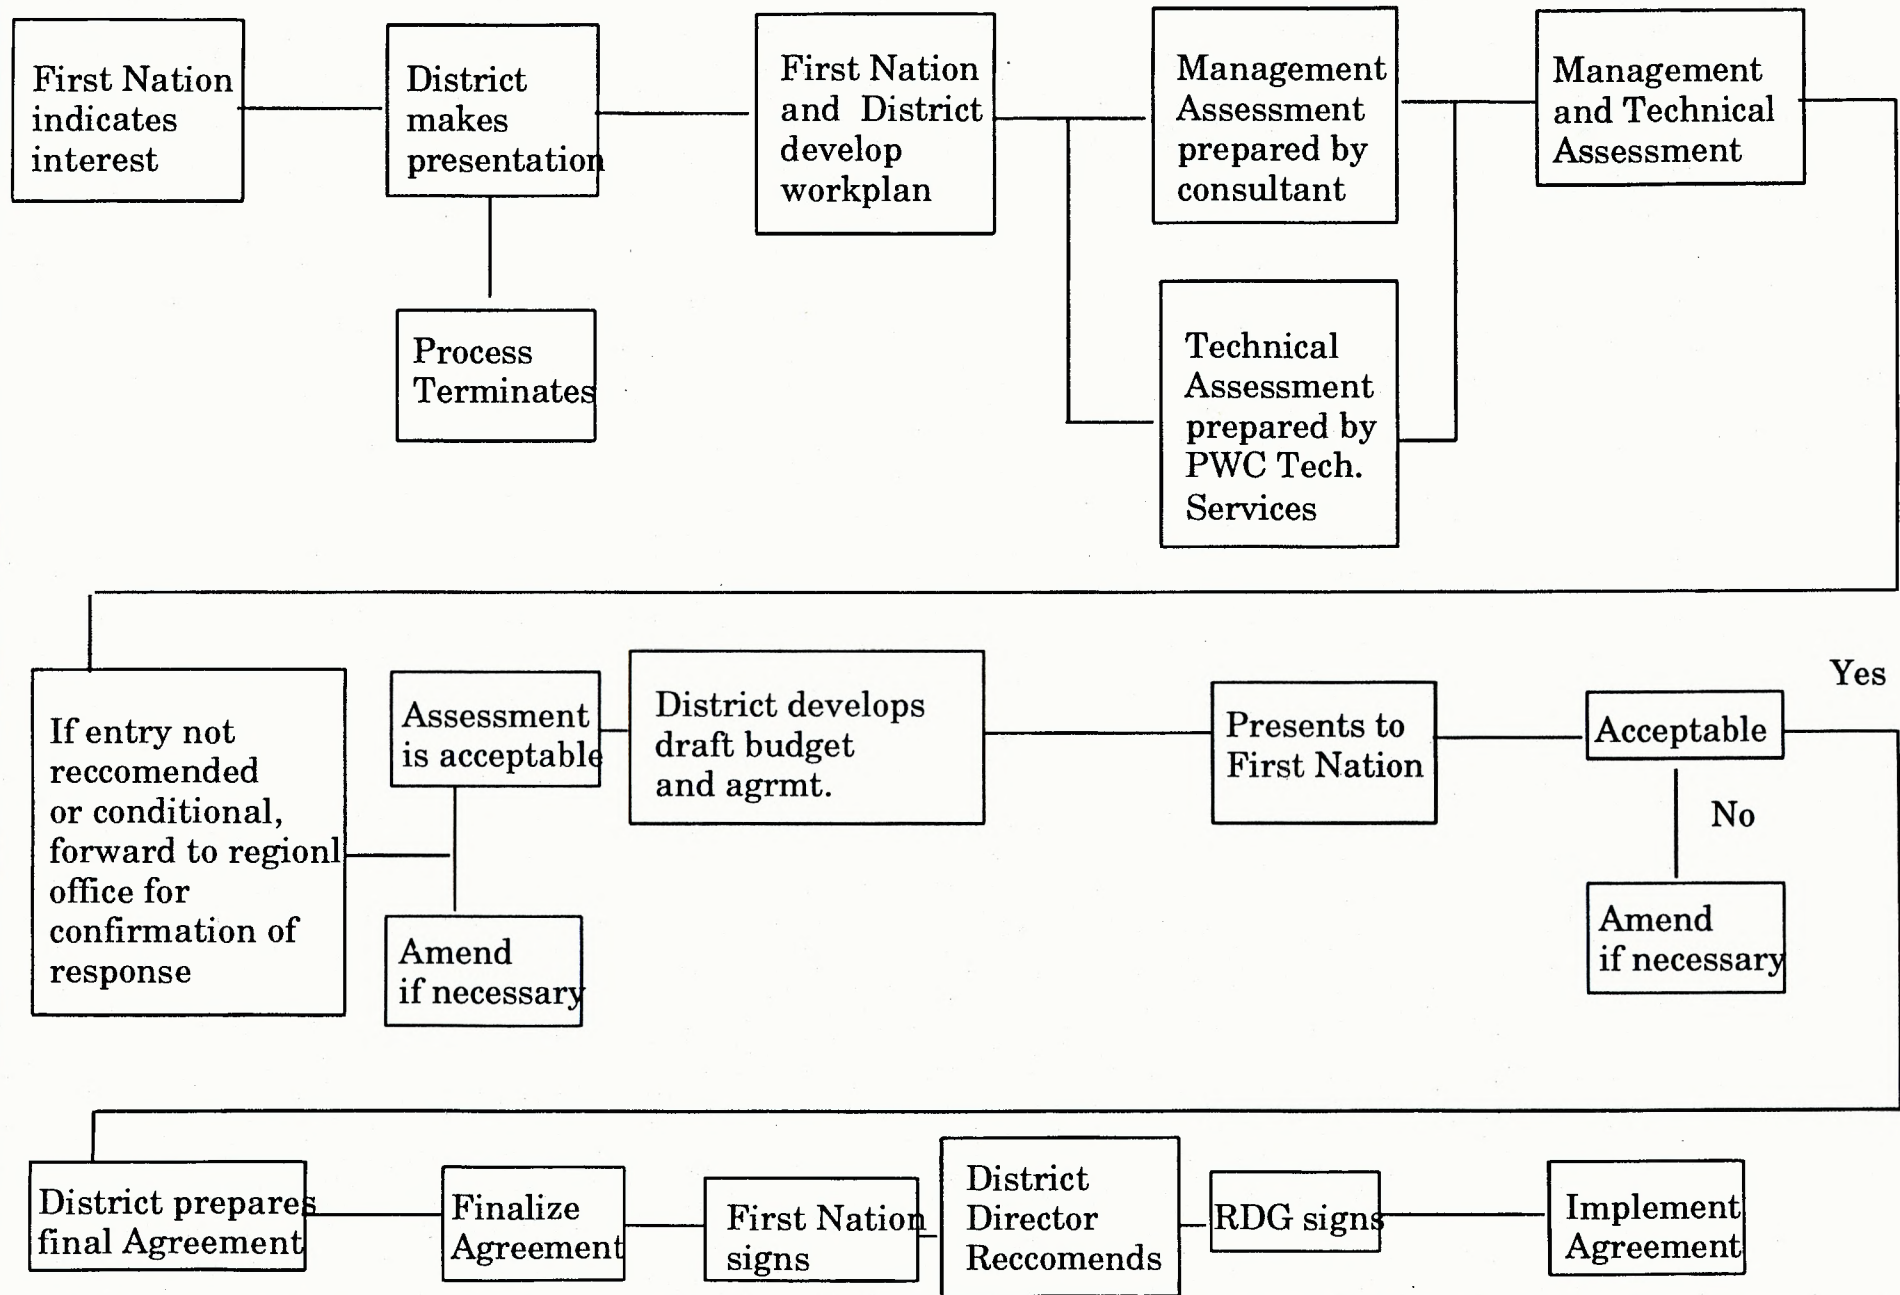 First Nation
indicates
interest
District
makes
presentation
Process
Terminates
First Nation
and District
develop
workplan
Management
Assessment
prepared by
consultant
Technical
Assessment
prepared by
PWC Tech.
Services
Management
and Technical
Assessment
If entry not
reccomended
or conditional,
forward to regionl
office for
confirmation of
response
Assessment
is acceptable
Amend
if necessary
District develops
draft budget
and agrmt.
Presents to
First Nation
Acceptable
Yes
No
Amend
if necessary
District prepares
final Agreement
Finalize
Agreement
First Nation
signs
District
Director
Reccomends
RDG signs
Implement
Agreement